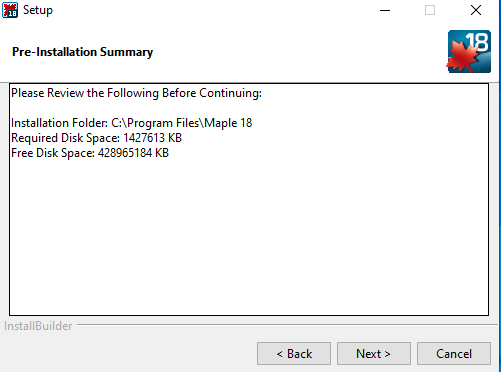 18 Setup
Pre-Installation Summary
18
Please Review the Following Before Continuing:
Installation Folder: C:\Program Files\Maple 18
Required Disk Space: 1427613 KB
Free Disk Space: 428965184 KB
InstallBuilder
< Back Next > Cancel